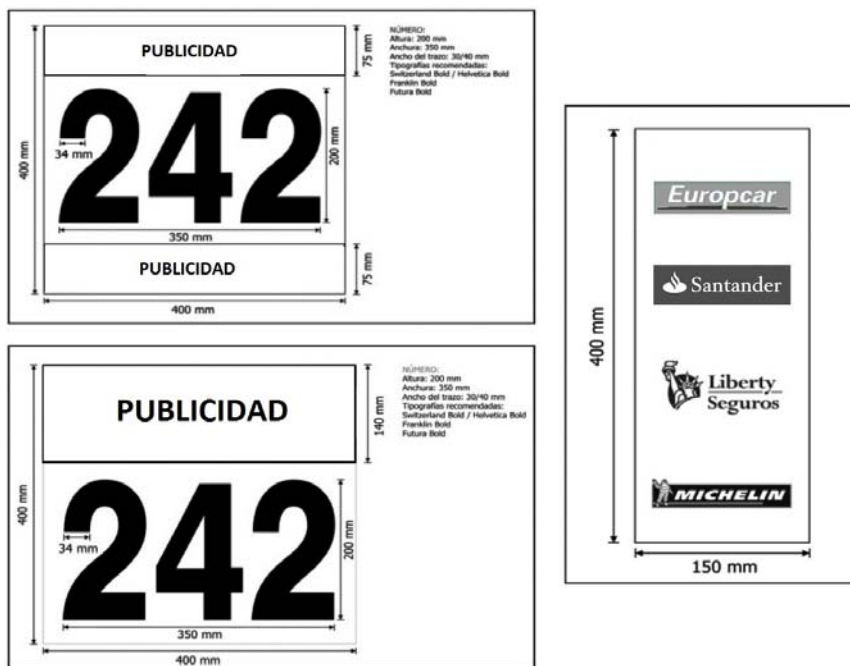 PUBLICIDAD
75 mm
NÚMERO:
Altura: 200 mm
Anchura: 350 mm
Ancho del trazo: 30/40 mm
Tipografías recomendadas:
Switzerland Bold / Helvetica Bold
Franklin Bold
Futura Bold
400 mm
242
34 mm
200 mm
350 mm
PUBLICIDAD
75 mm
400 mm
PUBLICIDAD
140 mm
NÚMERO:
Altura: 200 mm
Anchura: 350 mm
Ancho del trazo: 30/40 mm
Tipografías recomendadas:
Switzerland Bold / Helvetica Bold
Franklin Bold
Futura Bold
400 mm
242
34 mm
200 mm
350 mm
400 mm
Europcar
Santander
400 mm
Liberty
Seguros
MICHELIN
150 mm